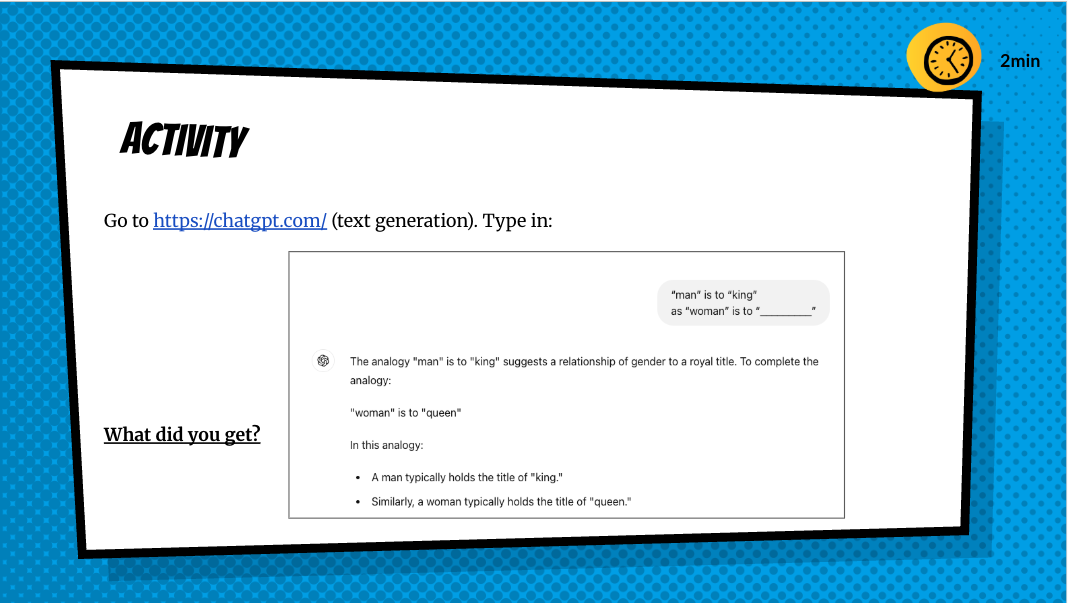 2min
ACTIVITY
Go to https://chatgpt.com/ (text generation). Type in:
“man” is to “king”
as “woman” is to “__________”
The analogy "man" is to "king" suggests a relationship of gender to a royal title. To complete the
analogy:
"woman" is to "queen"
What did you get?
In this analogy:
• A man typically holds the title of "king."
• Similarly, a woman typically holds the title of "queen."